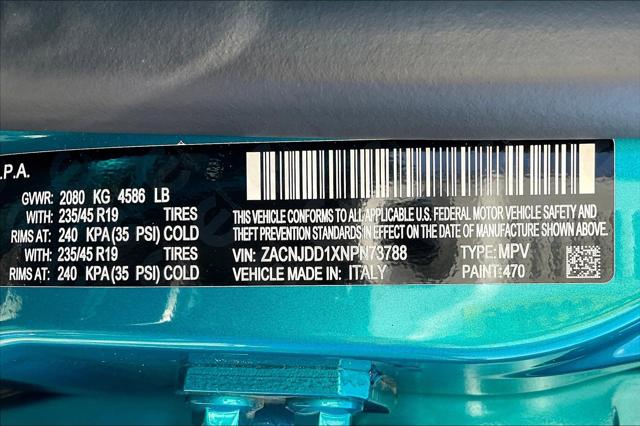 .P.A.
GVWR: 2080 KG 4586 LB
WITH: 235/45 R19 TIRES
RIMS AT: 240 KPA(35 PSI) COLD
WITH: 235/45 R19 TIRES
RIMS AT: 240 KPA(35 PSI) COLD
THIS VEHICLE CONFORMS TO ALL APPLICABLE U.S. FEDERAL MOTOR VEHICLE SAFETY AND
THEFT PREVENTION STANDARDS IN EFFECT ON THE DATE OF MANUFACTURE SHOWN ABOVE
VIN: ZACNJDD1XNPN73788 TYPE: MPV
VEHICLE MADE IN: ITALY PAINT:470